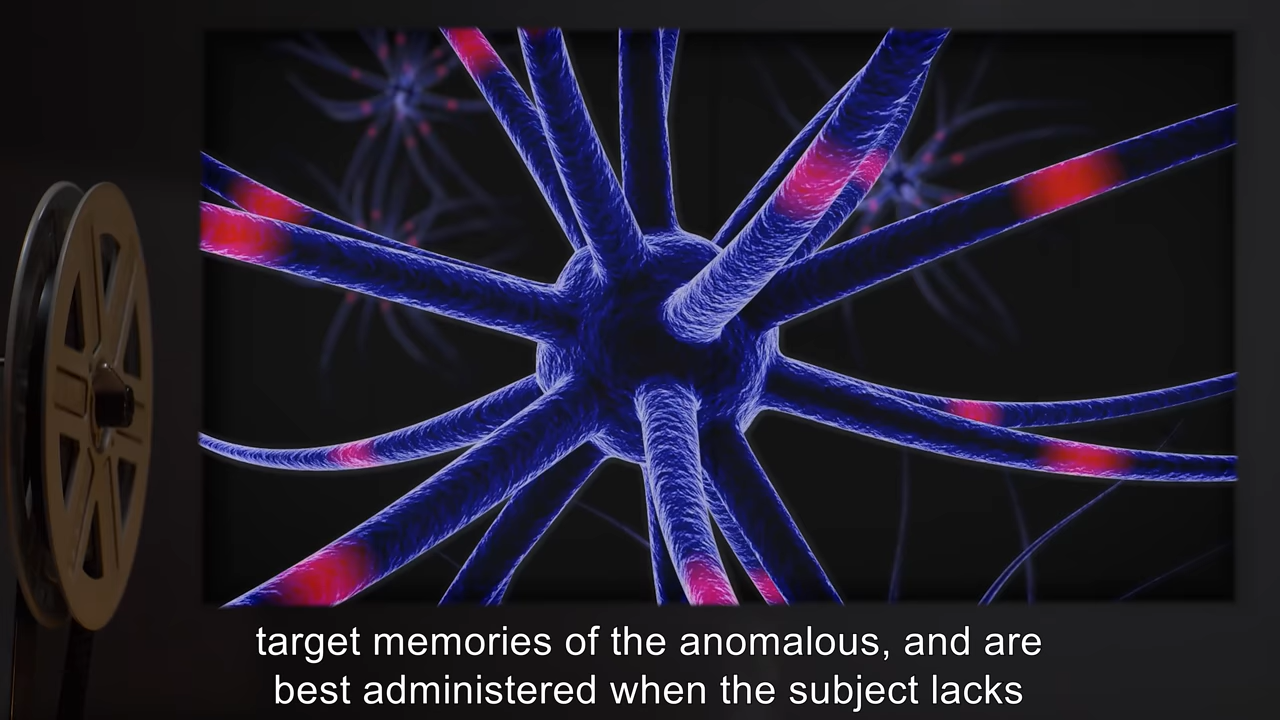 target memories of the anomalous, and are
best administered when the subject lacks